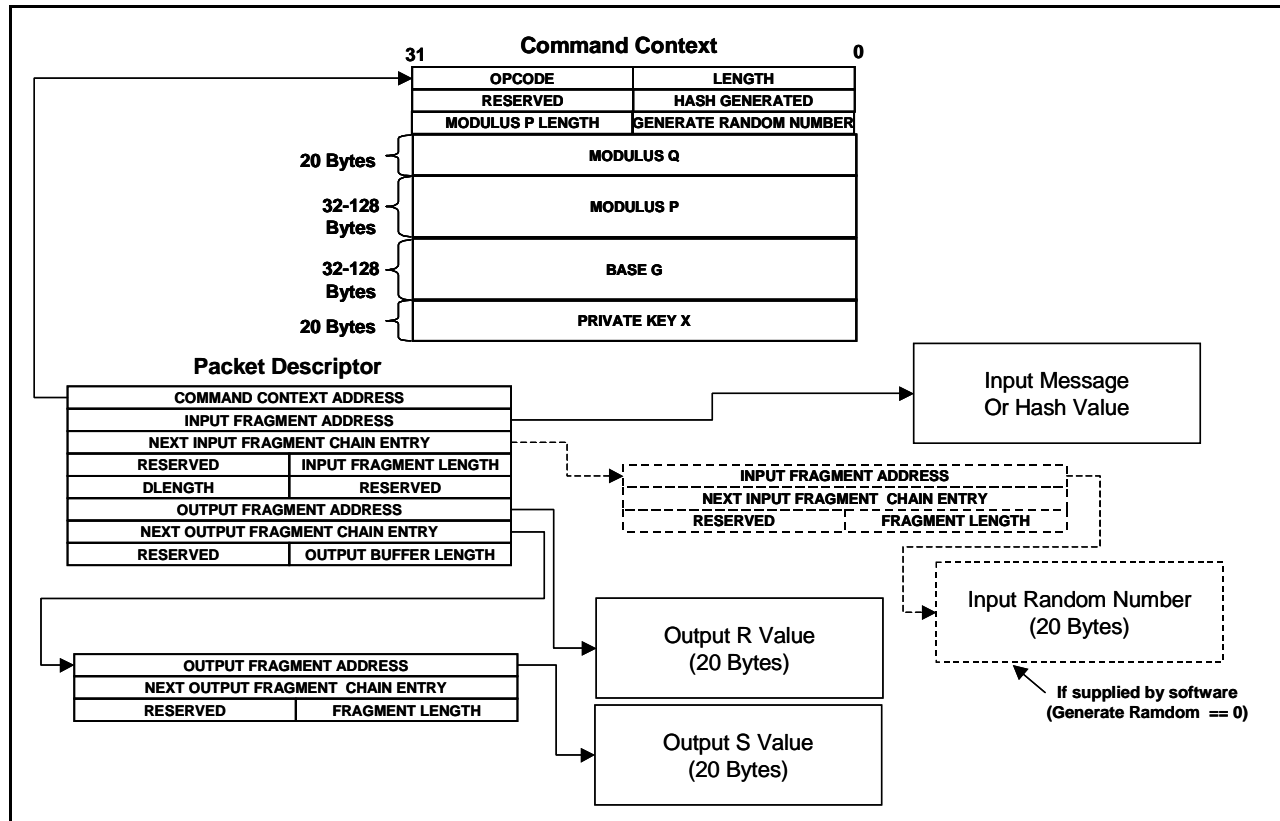 Command Context
31
0
OPCODE LENGTH
RESERVED HASH GENERATED
MODULUS P LENGTH GENERATE RANDOM NUMBER
20 Bytes
MODULUS Q
32-128
Bytes
MODULUS P
32-128
Bytes
BASE G
20 Bytes
PRIVATE KEY X
Packet Descriptor
COMMAND CONTEXT ADDRESS
INPUT FRAGMENT ADDRESS
NEXT INPUT FRAGMENT CHAIN ENTRY
RESERVED INPUT FRAGMENT LENGTH
DLENGTH RESERVED
OUTPUT FRAGMENT ADDRESS
NEXT OUTPUT FRAGMENT CHAIN ENTRY
RESERVED OUTPUT BUFFER LENGTH
Input Message
Or Hash Value
INPUT FRAGMENT ADDRESS
NEXT INPUT FRAGMENT CHAIN ENTRY
RESERVED FRAGMENT LENGTH
Input Random Number
(20 Bytes)
If supplied by software
(Generate Ramdom == 0)
OUTPUT FRAGMENT ADDRESS
NEXT OUTPUT FRAGMENT CHAIN ENTRY
RESERVED FRAGMENT LENGTH
Output R Value
(20 Bytes)
Output S Value
(20 Bytes)